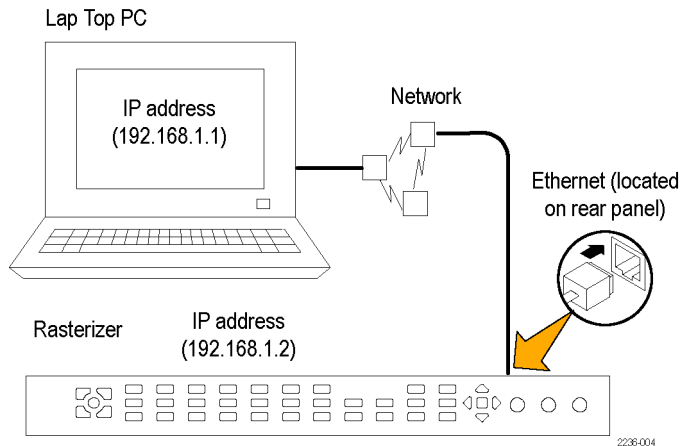 Lap Top PC
IP address
(192.168.1.1)
Network
Ethernet (located
on rear panel)
Rasterizer
IP address
(192.168.1.2)
2236-004